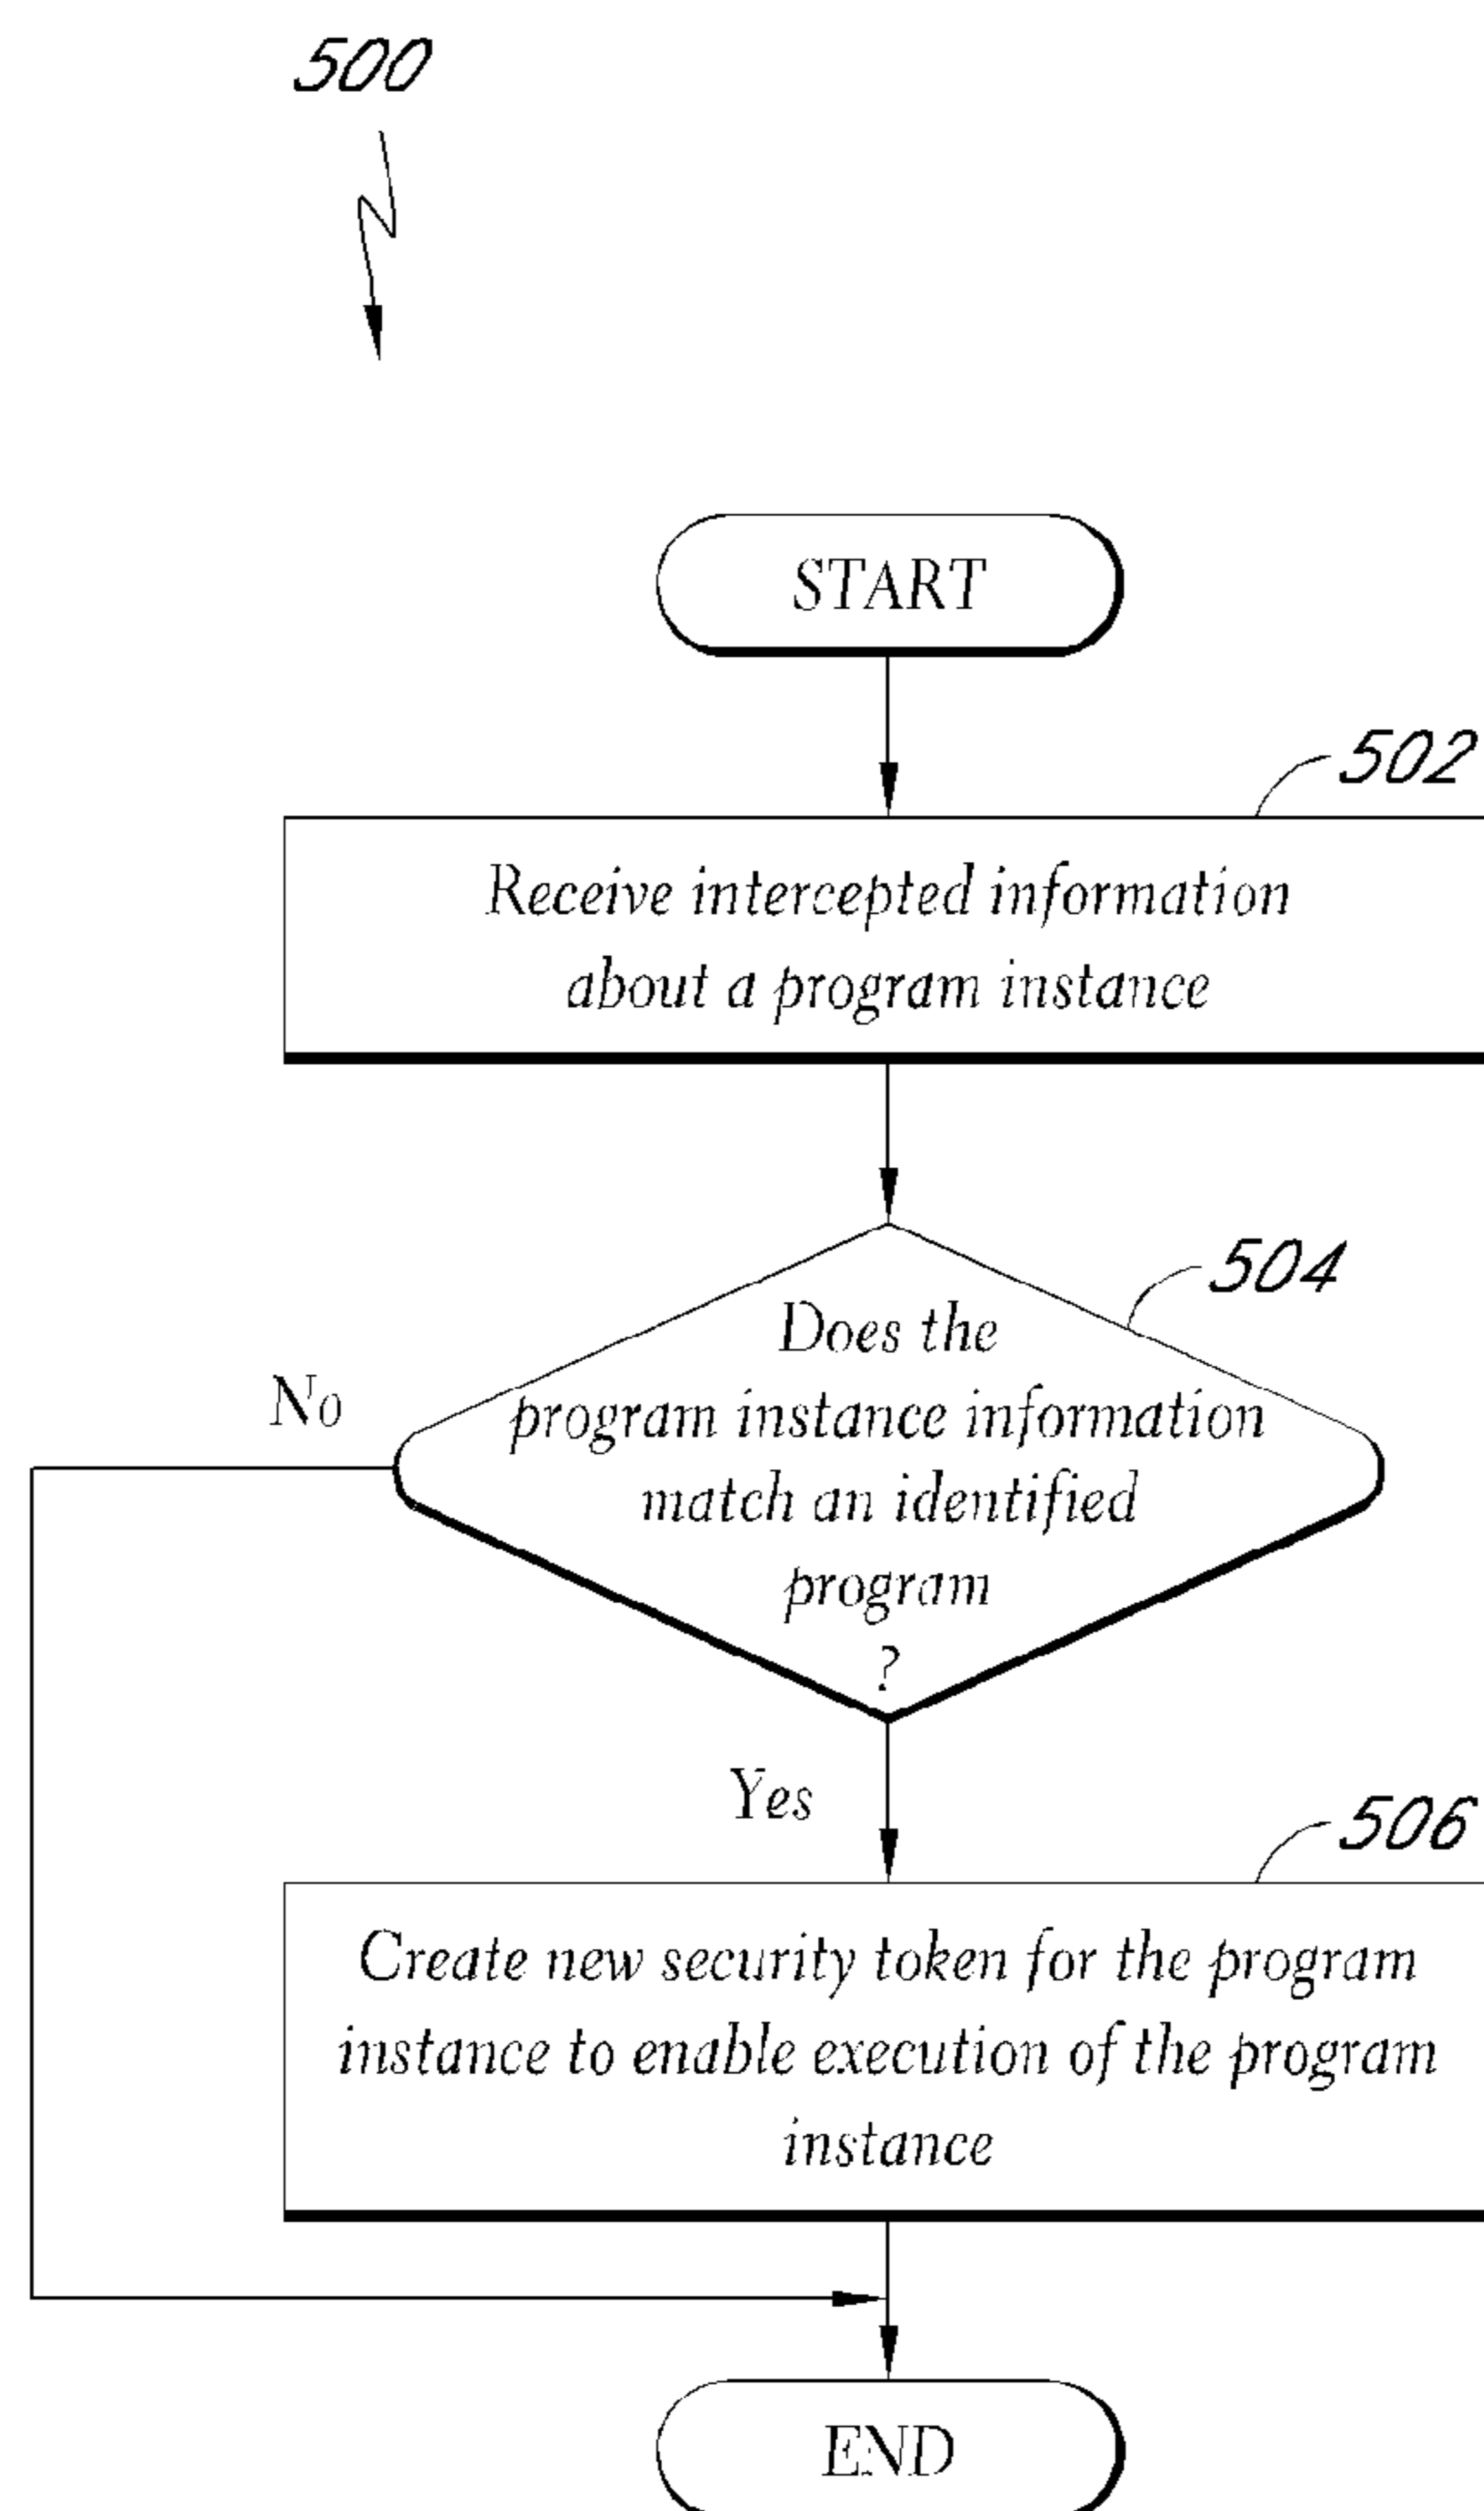 500
START
502
Receive intercepted information
about a program instance
504
Does the
program instance information
match an identified
program
?
No
Yes
506
Create new security token for the program
instance to enable execution of the program
instance
END